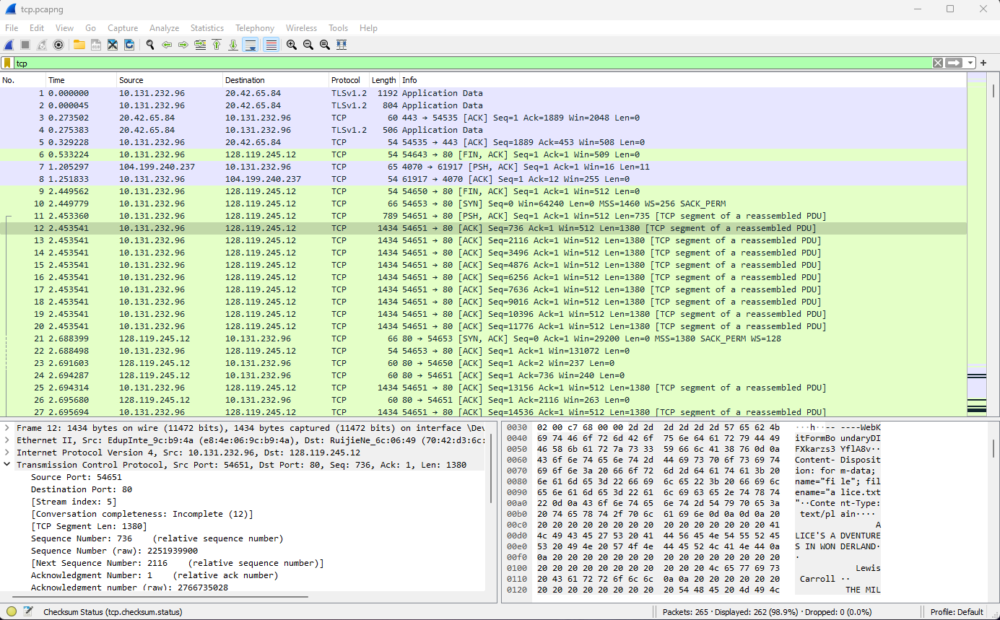 tcp.pcapng
File Edit View Go Capture Analyze Statistics Telephony Wireless Tools Help
tcp
No. Time Source Destination Protocol Length Info
1 0.000000 10.131.232.96 20.42.65.84 TLSv1.2 1192 Application Data
2 0.000045 10.131.232.96 20.42.65.84 TLSv1.2 804 Application Data
3 0.273502 20.42.65.84 10.131.232.96 TCP 60 443 → 54535 [ACK] Seq=1 Ack=1889 Win=2048 Len=0
4 0.275383 20.42.65.84 10.131.232.96 TLSv1.2 506 Application Data
5 0.329228 10.131.232.96 20.42.65.84 TCP 54 54535 → 443 [ACK] Seq=1889 Ack=453 Win=508 Len=0
6 0.533224 10.131.232.96 128.119.245.12 TCP 54 54643 → 80 [FIN, ACK] Seq=1 Ack=1 Win=509 Len=0
7 1.205297 104.199.240.237 10.131.232.96 TCP 65 4070 → 61917 [PSH, ACK] Seq=1 Ack=1 Win=16 Len=11
8 1.251833 10.131.232.96 104.199.240.237 TCP 54 61917 → 4070 [ACK] Seq=1 Ack=12 Win=255 Len=0
9 2.449562 10.131.232.96 128.119.245.12 TCP 54 54650 → 80 [FIN, ACK] Seq=1 Ack=1 Win=512 Len=0
10 2.449779 10.131.232.96 128.119.245.12 TCP 66 54653 → 80 [SYN] Seq=0 Win=64240 Len=0 MSS=1460 WS=256 SACK_PERM
11 2.453360 10.131.232.96 128.119.245.12 TCP 789 54651 → 80 [PSH, ACK] Seq=1 Ack=1 Win=512 Len=735 [TCP segment of a reassembled PDU]
12 2.453541 10.131.232.96 128.119.245.12 TCP 1434 54651 → 80 [ACK] Seq=736 Ack=1 Win=512 Len=1380 [TCP segment of a reassembled PDU]
13 2.453541 10.131.232.96 128.119.245.12 TCP 1434 54651 → 80 [ACK] Seq=2116 Ack=1 Win=512 Len=1380 [TCP segment of a reassembled PDU]
14 2.453541 10.131.232.96 128.119.245.12 TCP 1434 54651 → 80 [ACK] Seq=3496 Ack=1 Win=512 Len=1380 [TCP segment of a reassembled PDU]
15 2.453541 10.131.232.96 128.119.245.12 TCP 1434 54651 → 80 [ACK] Seq=4876 Ack=1 Win=512 Len=1380 [TCP segment of a reassembled PDU]
16 2.453541 10.131.232.96 128.119.245.12 TCP 1434 54651 → 80 [ACK] Seq=6256 Ack=1 Win=512 Len=1380 [TCP segment of a reassembled PDU]
17 2.453541 10.131.232.96 128.119.245.12 TCP 1434 54651 → 80 [ACK] Seq=7636 Ack=1 Win=512 Len=1380 [TCP segment of a reassembled PDU]
18 2.453541 10.131.232.96 128.119.245.12 TCP 1434 54651 → 80 [ACK] Seq=9016 Ack=1 Win=512 Len=1380 [TCP segment of a reassembled PDU]
19 2.453541 10.131.232.96 128.119.245.12 TCP 1434 54651 → 80 [ACK] Seq=10396 Ack=1 Win=512 Len=1380 [TCP segment of a reassembled PDU]
20 2.453541 10.131.232.96 128.119.245.12 TCP 1434 54651 → 80 [ACK] Seq=11776 Ack=1 Win=512 Len=1380 [TCP segment of a reassembled PDU]
21 2.688399 128.119.245.12 10.131.232.96 TCP 66 80 → 54653 [SYN, ACK] Seq=0 Ack=1 Win=29200 Len=0 MSS=1380 SACK_PERM WS=128
22 2.688498 10.131.232.96 128.119.245.12 TCP 54 54653 → 80 [ACK] Seq=1 Ack=1 Win=131072 Len=0
23 2.691603 128.119.245.12 10.131.232.96 TCP 60 80 → 54650 [ACK] Seq=1 Ack=2 Win=237 Len=0
24 2.694287 128.119.245.12 10.131.232.96 TCP 60 80 → 54651 [ACK] Seq=1 Ack=736 Win=240 Len=0
25 2.694314 10.131.232.96 128.119.245.12 TCP 1434 54651 → 80 [ACK] Seq=13156 Ack=1 Win=512 Len=1380 [TCP segment of a reassembled PDU]
26 2.695680 128.119.245.12 10.131.232.96 TCP 60 80 → 54651 [ACK] Seq=1 Ack=2116 Win=263 Len=0
27 2.695694 10.131.232.96 128.119.245.12 TCP 1434 54651 → 80 [ACK] Seq=14536 Ack=1 Win=512 Len=1380 [TCP segment of a reassembled PDU]
Frame 12: 1434 bytes on wire (11472 bits), 1434 bytes captured (11472 bits) on interface \Dev
Ethernet II, Src: EdupInte_9c:b9:4a (e8:4e:06:9c:b9:4a), Dst: RuijieNe_6c:06:49 (70:42:d3:6c:
Internet Protocol Version 4, Src: 10.131.232.96, Dst: 128.119.245.12
Transmission Control Protocol, Src Port: 54651, Dst Port: 80, Seq: 736, Ack: 1, Len: 1380
Source Port: 54651
Destination Port: 80
[Stream index: 5]
[Conversation completeness: Incomplete (12)]
[TCP Segment Len: 1380]
Sequence Number: 736 (relative sequence number)
Sequence Number (raw): 2251939900
[Next Sequence Number: 2116 (relative sequence number)]
Acknowledgment Number: 1 (relative ack number)
Acknowledgment number (raw): 2766735028
0030 02 00 c7 68 00 00 2d 2d 2d 2d 2d 2d 57 65 62 4b ···h··-- ----WebK
0040 69 74 46 6f 72 6d 42 6f 75 6e 64 61 72 79 44 49 itFormBo undaryDI
0050 46 58 6b 61 72 7a 73 33 59 66 6c 41 38 76 0d 0a FXkarzs3 YflA8v··
0060 43 6f 6e 74 65 6e 74 2d 44 69 73 70 6f 73 69 74 Content- Disposit
0070 69 6f 6e 3a 20 66 6f 72 6d 2d 64 61 74 61 3b 20 ion: for m-data;
0080 6e 61 6d 65 3d 22 66 69 6c 65 22 3b 20 66 69 6c name="fi le"; fil
0090 65 6e 61 6d 65 3d 22 61 6c 69 63 65 2e 74 78 74 ename="a lice.txt
00a0 22 0d 0a 43 6f 6e 74 65 6e 74 2d 54 79 70 65 3a "··Conte nt-Type:
00b0 20 74 65 78 74 2f 70 6c 61 69 6e 0d 0a 0d 0a 20 text/pl ain····
00c0 20 20 20 20 20 20 20 20 20 20 20 20 20 20 20 41 A
00d0 4c 49 43 45 27 53 20 41 44 56 45 4e 54 55 52 45 LICE'S A DVENTURE
00e0 53 20 49 4e 20 57 4f 4e 44 45 52 4c 41 4e 44 0a S IN WON DERLAND·
00f0 0a 20 20 20 20 20 20 20 20 20 20 20 20 20 20 20 ·
0100 20 20 20 20 20 20 20 20 20 20 20 4c 65 77 69 73 Lewis
0110 20 43 61 72 72 6f 6c 6c 0a 0a 20 20 20 20 20 20 Carroll ··
0120 20 20 20 20 20 20 20 20 20 54 48 45 20 4d 49 4c THE MIL
Checksum Status (tcp.checksum.status) Packets: 265 · Displayed: 262 (98.9%) · Dropped: 0 (0.0%) Profile: Default